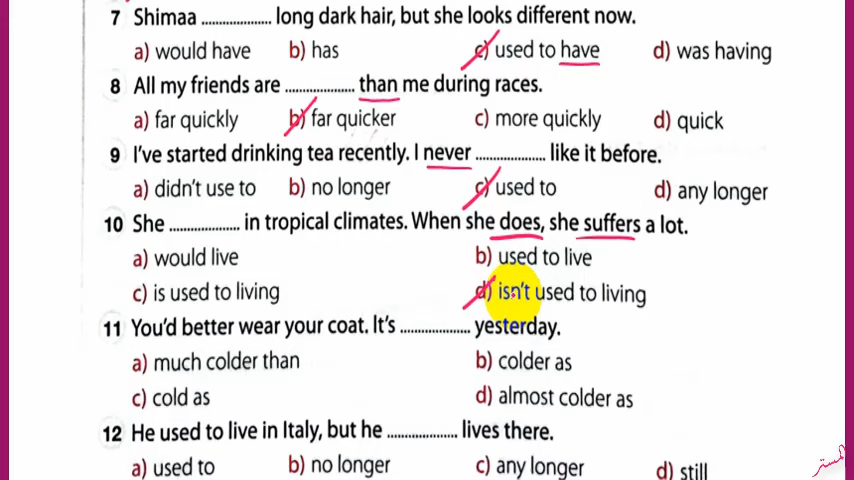 7 Shimaa .................... long dark hair, but she looks different now.
a) would have b) has c) used to have d) was having
8 All my friends are .................... than me during races.
a) far quickly b) far quicker c) more quickly d) quick
9 I've started drinking tea recently. I never .................... like it before.
a) didn't use to b) no longer c) used to d) any longer
10 She .................... in tropical climates. When she does, she suffers a lot.
a) would live b) used to live
c) is used to living d) isn't used to living
11 You'd better wear your coat. It's .................... yesterday.
a) much colder than b) colder as
c) cold as d) almost colder as
12 He used to live in Italy, but he .................... lives there.
a) used to b) no longer c) any longer d) still